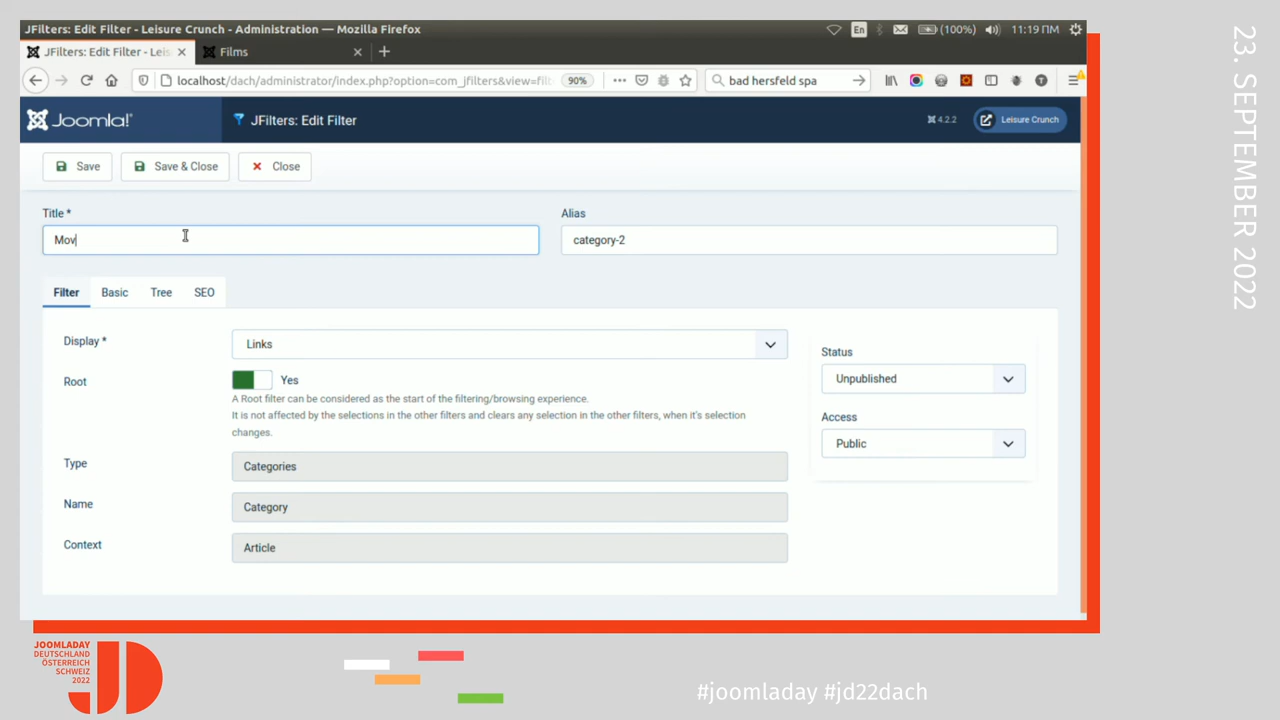 JFilters: Edit Filter - Leisure Crunch - Administration — Mozilla Firefox
En
(100%)
11:19 ΠΜ
JFilters: Edit Filter - Leis
Films
localhost/dach/administrator/index.php?option=com_jfilters&view=filt
90%
bad hersfeld spa
Joomla!
JFilters: Edit Filter
4.2.2
Leisure Crunch
Save
Save & Close
Close
Title *
Alias
Mov
category-2
Filter
Basic
Tree
SEO
Display *
Links
Root
Yes
A Root filter can be considered as the start of the filtering/browsing experience.
It is not affected by the selections in the other filters and clears any selection in the other filters, when it's selection
changes.
Type
Categories
Name
Category
Context
Article
Status
Unpublished
Access
Public
23. SEPTEMBER 2022
JOOMLADAY
DEUTSCHLAND
ÖSTERREICH
SCHWEIZ
2022
JD
#joomladay #jd22dach